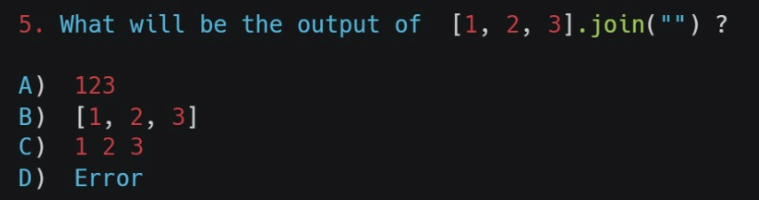 5. What will be the output of [1, 2, 3].join("") ?
A) 123
B) [1, 2, 3]
C) 1 2 3
D) Error